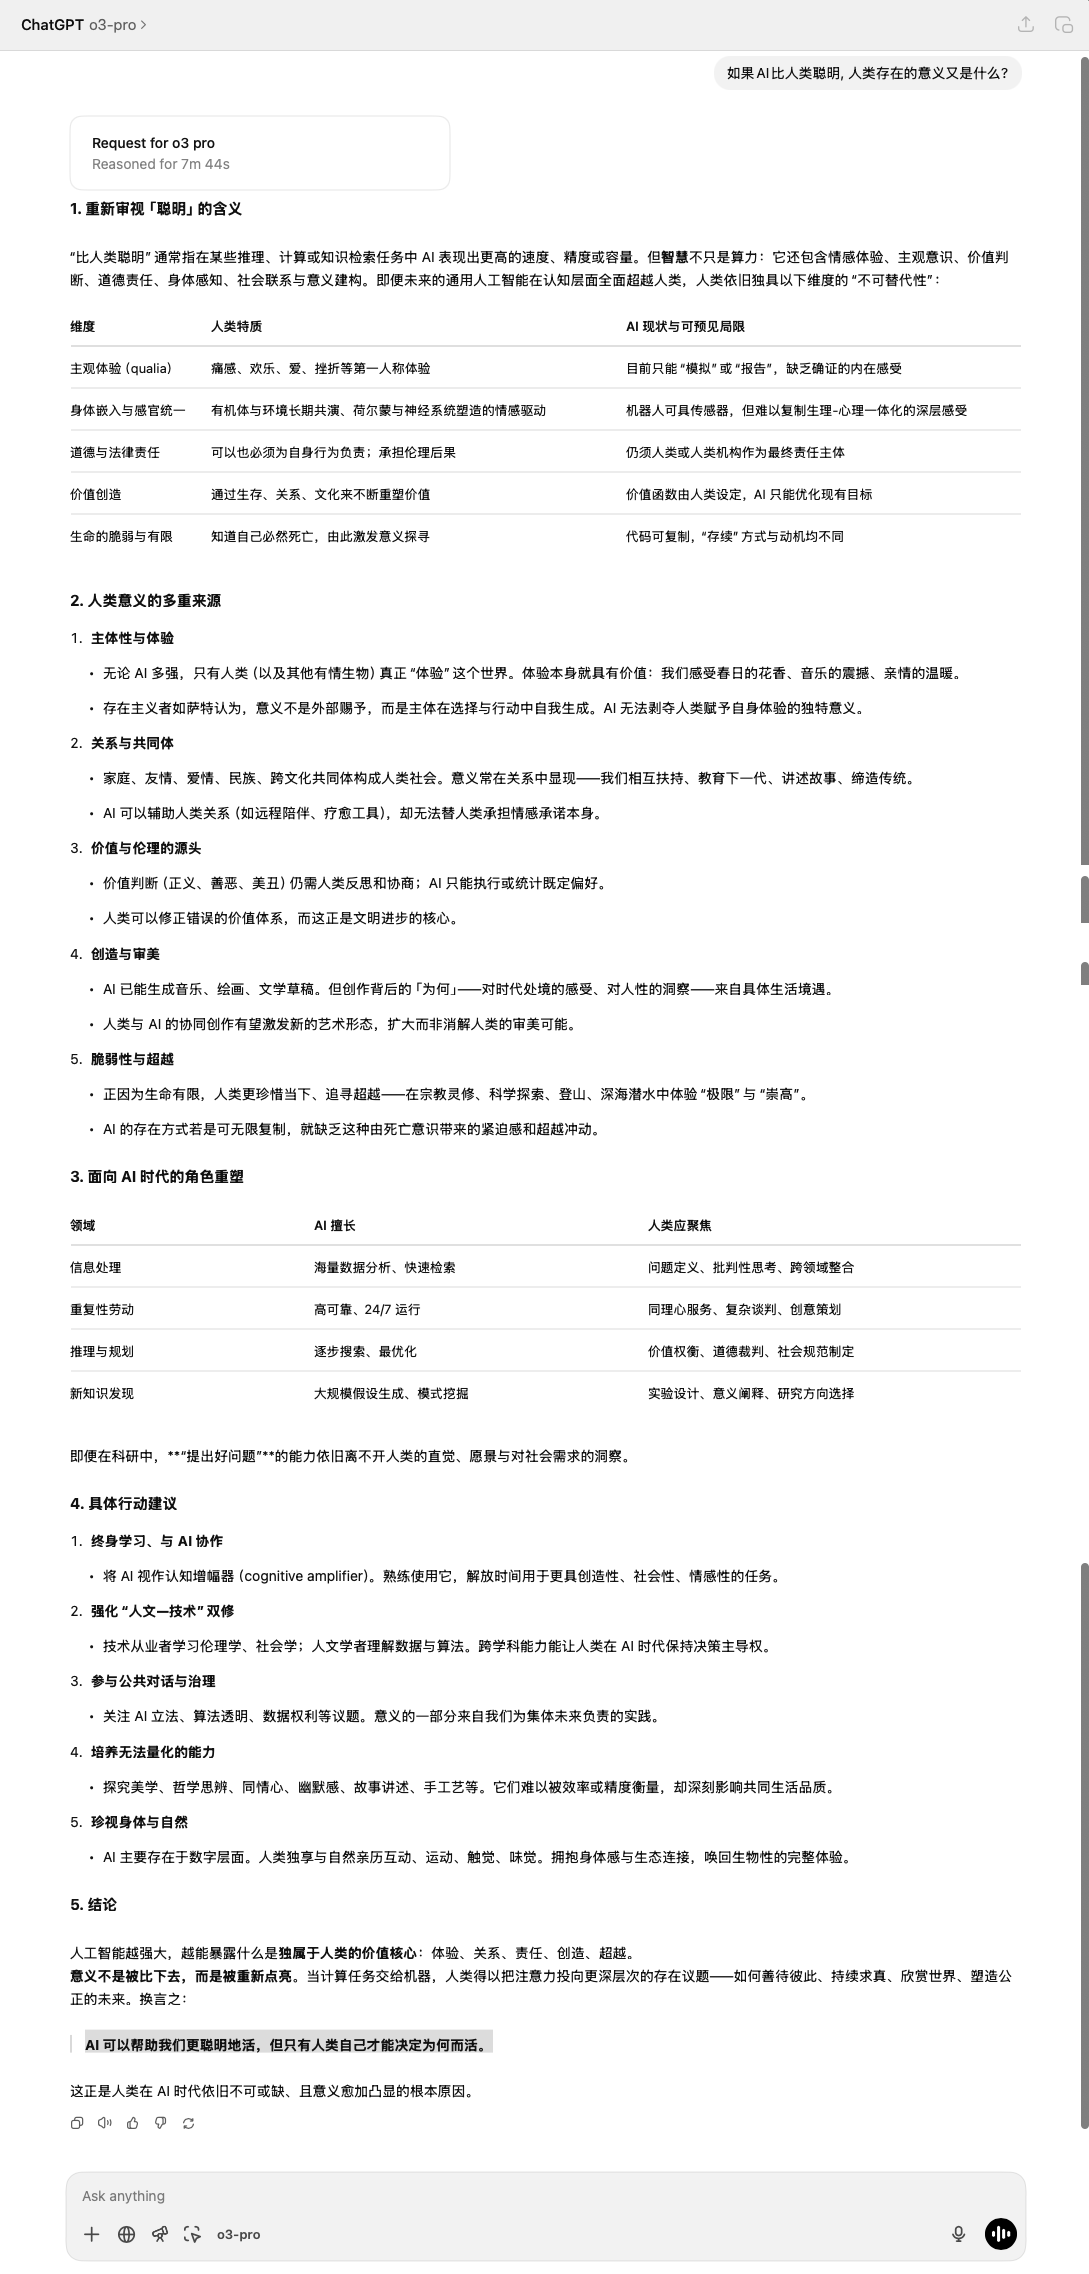 ChatGPT o3-pro
如果 AI 比人类聪明, 人类存在的意义又是什么?
Request for o3 pro
Reasoned for 7m 44s
1. 重新审视「聪明」的含义
“比人类聪明” 通常指在某些推理、计算或知识检索任务中 AI 表现出更高的速度、精度或容量。但智慧不只是算力：它还包含情感体验、主观意识、价值判
断、道德责任、身体感知、社会联系与意义建构。即便未来的通用人工智能在认知层面全面超越人类，人类依旧独具以下维度的 “不可替代性”：
维度 人类特质 AI 现状与可预见局限
主观体验 (qualia) 痛感、欢乐、爱、挫折等第一人称体验 目前只能 “模拟” 或 “报告”，缺乏确证的内在感受
身体嵌入与感官统一 有机体与环境长期共演、荷尔蒙与神经系统塑造的情感驱动 机器人可具传感器，但难以复制生理-心理一体化的深层感受
道德与法律责任 可以也必须为自身行为负责；承担伦理后果 仍须人类或人类机构作为最终责任主体
价值创造 通过生存、关系、文化来不断重塑价值 价值函数由人类设定，AI 只能优化现有目标
生命的脆弱与有限 知道自己必然死亡，由此激发意义探寻 代码可复制，“存续” 方式与动机均不同
2. 人类意义的多重来源
1. 主体性与体验
• 无论 AI 多强，只有人类 (以及其他有情生物) 真正 “体验” 这个世界。体验本身就具有价值：我们感受春日的花香、音乐的震撼、亲情的温暖。
• 存在主义者如萨特认为，意义不是外部赐予，而是主体在选择与行动中自我生成。AI 无法剥夺人类赋予自身体验的独特意义。
2. 关系与共同体
• 家庭、友情、爱情、民族、跨文化共同体构成人类社会。意义常在关系中显现——我们相互扶持、教育下一代、讲述故事、缔造传统。
• AI 可以辅助人类关系 (如远程陪伴、疗愈工具)，却无法替人类承担情感承诺本身。
3. 价值与伦理的源头
• 价值判断 (正义、善恶、美丑) 仍需人类反思和协商；AI 只能执行或统计既定偏好。
• 人类可以修正错误的价值体系，而这正是文明进步的核心。
4. 创造与审美
• AI 已能生成音乐、绘画、文学草稿。但创作背后的「为何」——对时代处境的感受、对人性的洞察——来自具体生活境遇。
• 人类与 AI 的协同创作有望激发新的艺术形态，扩大而非消解人类的审美可能。
5. 脆弱性与超越
• 正因为生命有限，人类更珍惜当下、追寻超越——在宗教灵修、科学探索、登山、深海潜水中体验 “极限” 与 “崇高”。
• AI 的存在方式若是可无限复制，就缺乏这种由死亡意识带来的紧迫感和超越冲动。
3. 面向 AI 时代的角色重塑
领域 AI 擅长 人类应聚焦
信息处理 海量数据分析、快速检索 问题定义、批判性思考、跨领域整合
重复性劳动 高可靠、24/7 运行 同理心服务、复杂谈判、创意策划
推理与规划 逐步搜索、最优化 价值权衡、道德裁判、社会规范制定
新知识发现 大规模假设生成、模式挖掘 实验设计、意义阐释、研究方向选择
即便在科研中，**“提出好问题”**的能力依旧离不开人类的直觉、愿景与对社会需求的洞察。
4. 具体行动建议
1. 终身学习、与 AI 协作
• 将 AI 视作认知增幅器 (cognitive amplifier)。熟练使用它，解放时间用于更具创造性、社会性、情感性的任务。
2. 强化 “人文—技术” 双修
• 技术从业者学习伦理学、社会学；人文学者理解数据与算法。跨学科能力能让人类在 AI 时代保持决策主导权。
3. 参与公共对话与治理
• 关注 AI 立法、算法透明、数据权利等议题。意义的一部分来自我们为集体未来负责的实践。
4. 培养无法量化的能力
• 探究美学、哲学思辨、同情心、幽默感、故事讲述、手工艺等。它们难以被效率或精度衡量，却深刻影响共同生活品质。
5. 珍视身体与自然
• AI 主要存在于数字层面。人类独享与自然亲历互动、运动、触觉、味觉。拥抱身体感与生态连接，唤回生物性的完整体验。
5. 结论
人工智能越强大，越能暴露什么是独属于人类的价值核心：体验、关系、责任、创造、超越。
意义不是被比下去，而是被重新点亮。当计算任务交给机器，人类得以把注意力投向更深层次的存在议题——如何善待彼此、持续求真、欣赏世界、塑造公
正的未来。换言之：
AI 可以帮助我们更聪明地活，但只有人类自己才能决定为何而活。
这正是人类在 AI 时代依旧不可或缺、且意义愈加凸显的根本原因。
Ask anything
o3-pro